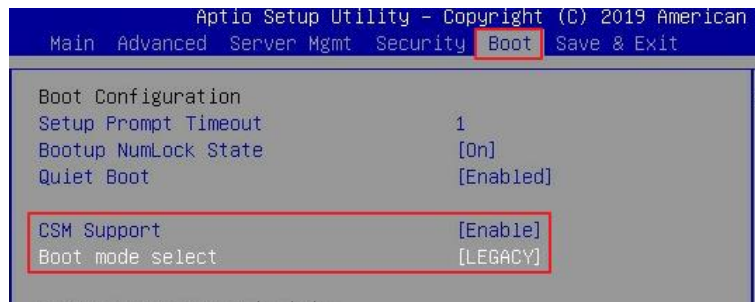 Aptio Setup Utility – Copyright (C) 2019 American
Main Advanced Server Mgmt Security Boot Save & Exit
Boot Configuration
Setup Prompt Timeout 1
Bootup NumLock State [On]
Quiet Boot [Enabled]
CSM Support [Enable]
Boot mode select [LEGACY]